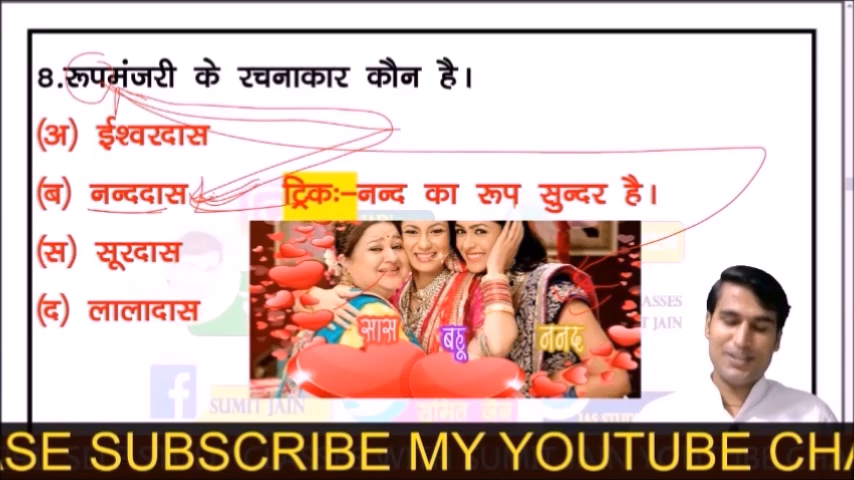 8.रूपमंजरी के रचनाकार कौन है।
(अ) ईश्वरदास
(ब) नन्ददास
ट्रिकः-नन्द का रूप सुन्दर है।
(स) सूरदास
(द) लालादास
सास
बहू
ननद
SUMIT JAIN
ASE SUBSCRIBE MY YOUTUBE CHA